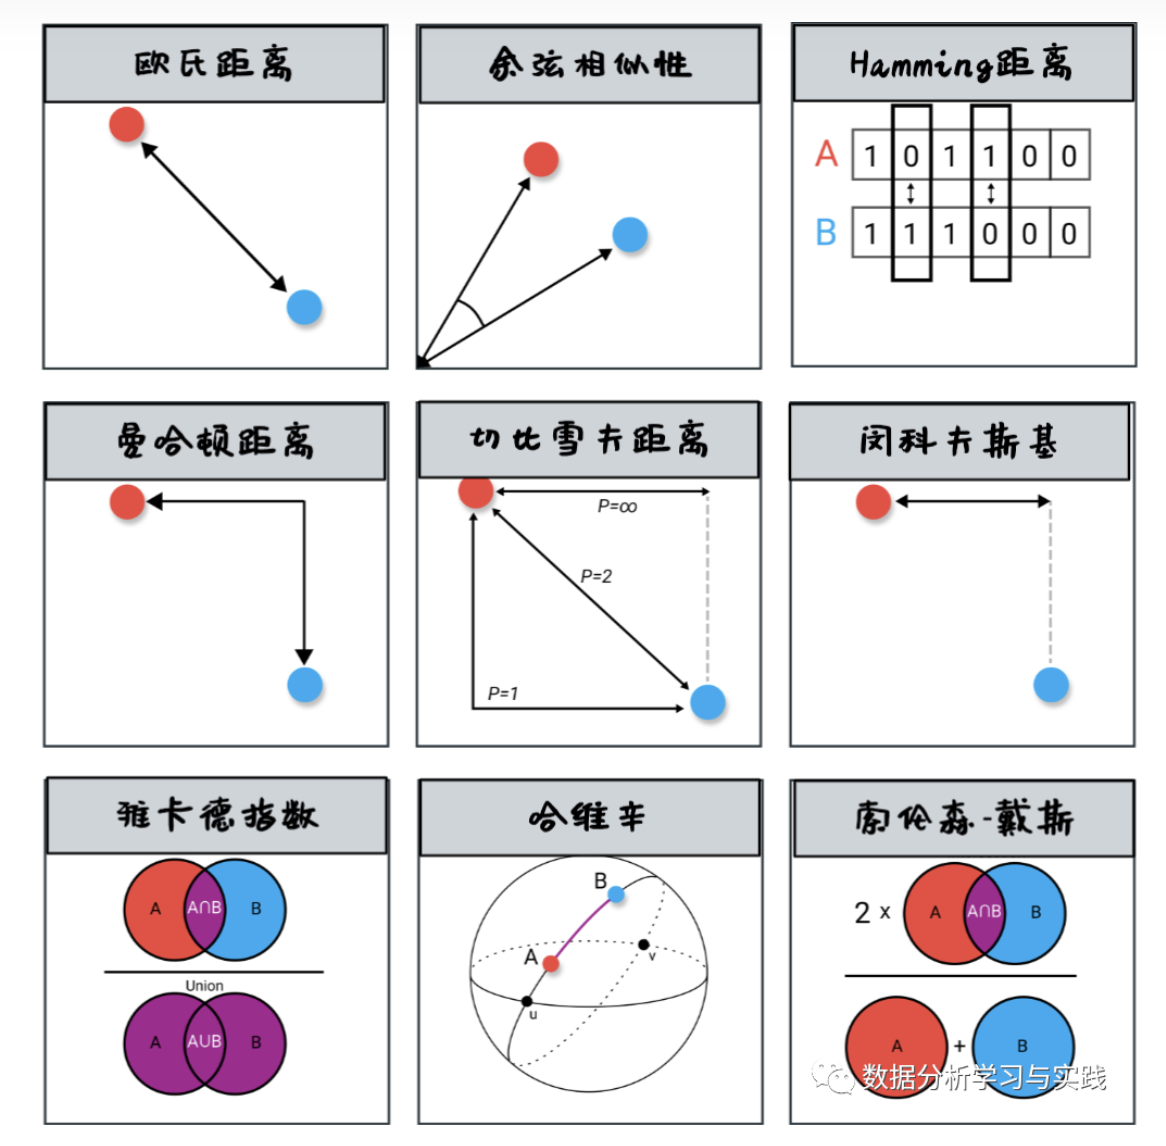 欧氏距离
余弦相似性
Hamming距离
A 1 0 1 1 0 0
B 1 1 1 0 0 0
曼哈顿距离
切比雪夫距离
P=∞
P=2
P=1
闵科夫斯基
雅卡德指数
A A∩B B
Union
A A∪B B
哈维辛
B
A
v
u
索伦森-戴斯
2 x A A∩B B
A + B
数据分析学习与实践